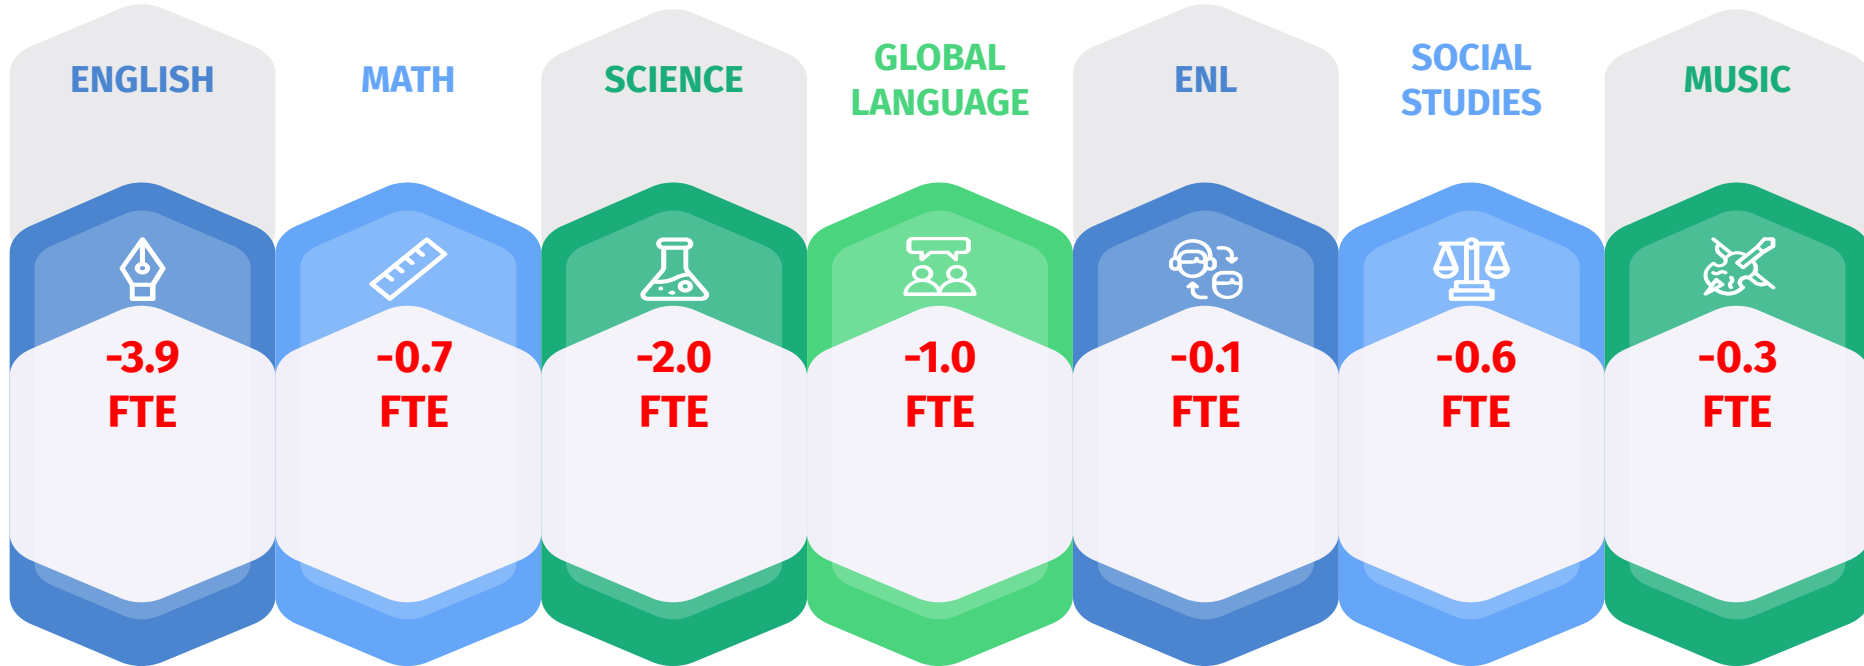 ENGLISH
MATH
SCIENCE
GLOBAL
LANGUAGE
ENL
SOCIAL
STUDIES
MUSIC
-3.9
FTE
-0.7
FTE
-2.0
FTE
-1.0
FTE
-0.1
FTE
-0.6
FTE
-0.3
FTE